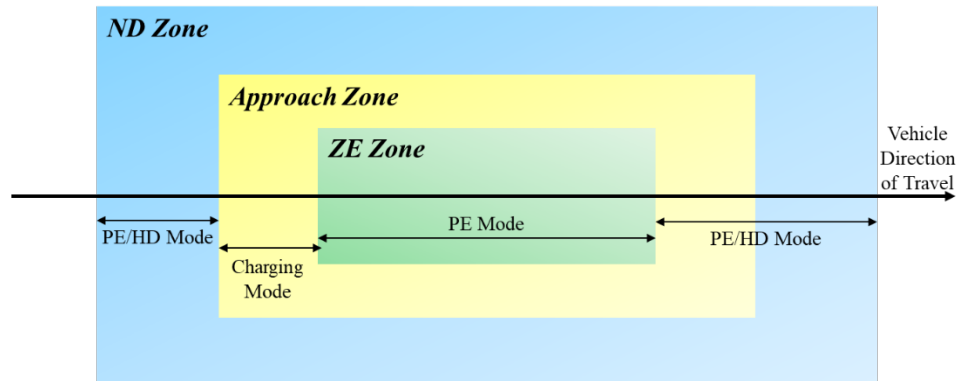 ND Zone
Approach Zone
ZE Zone
Vehicle
Direction
of Travel
PE/HD Mode
PE Mode
PE/HD Mode
Charging
Mode